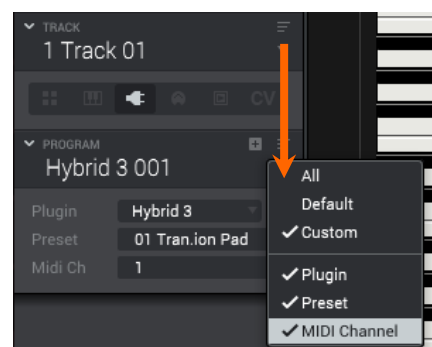 TRACK
1 Track 01
CV
PROGRAM
Hybrid 3 001
Plugin Hybrid 3
Preset 01 Tran.ion Pad
Midi Ch 1
All
Default
Custom
Plugin
Preset
MIDI Channel